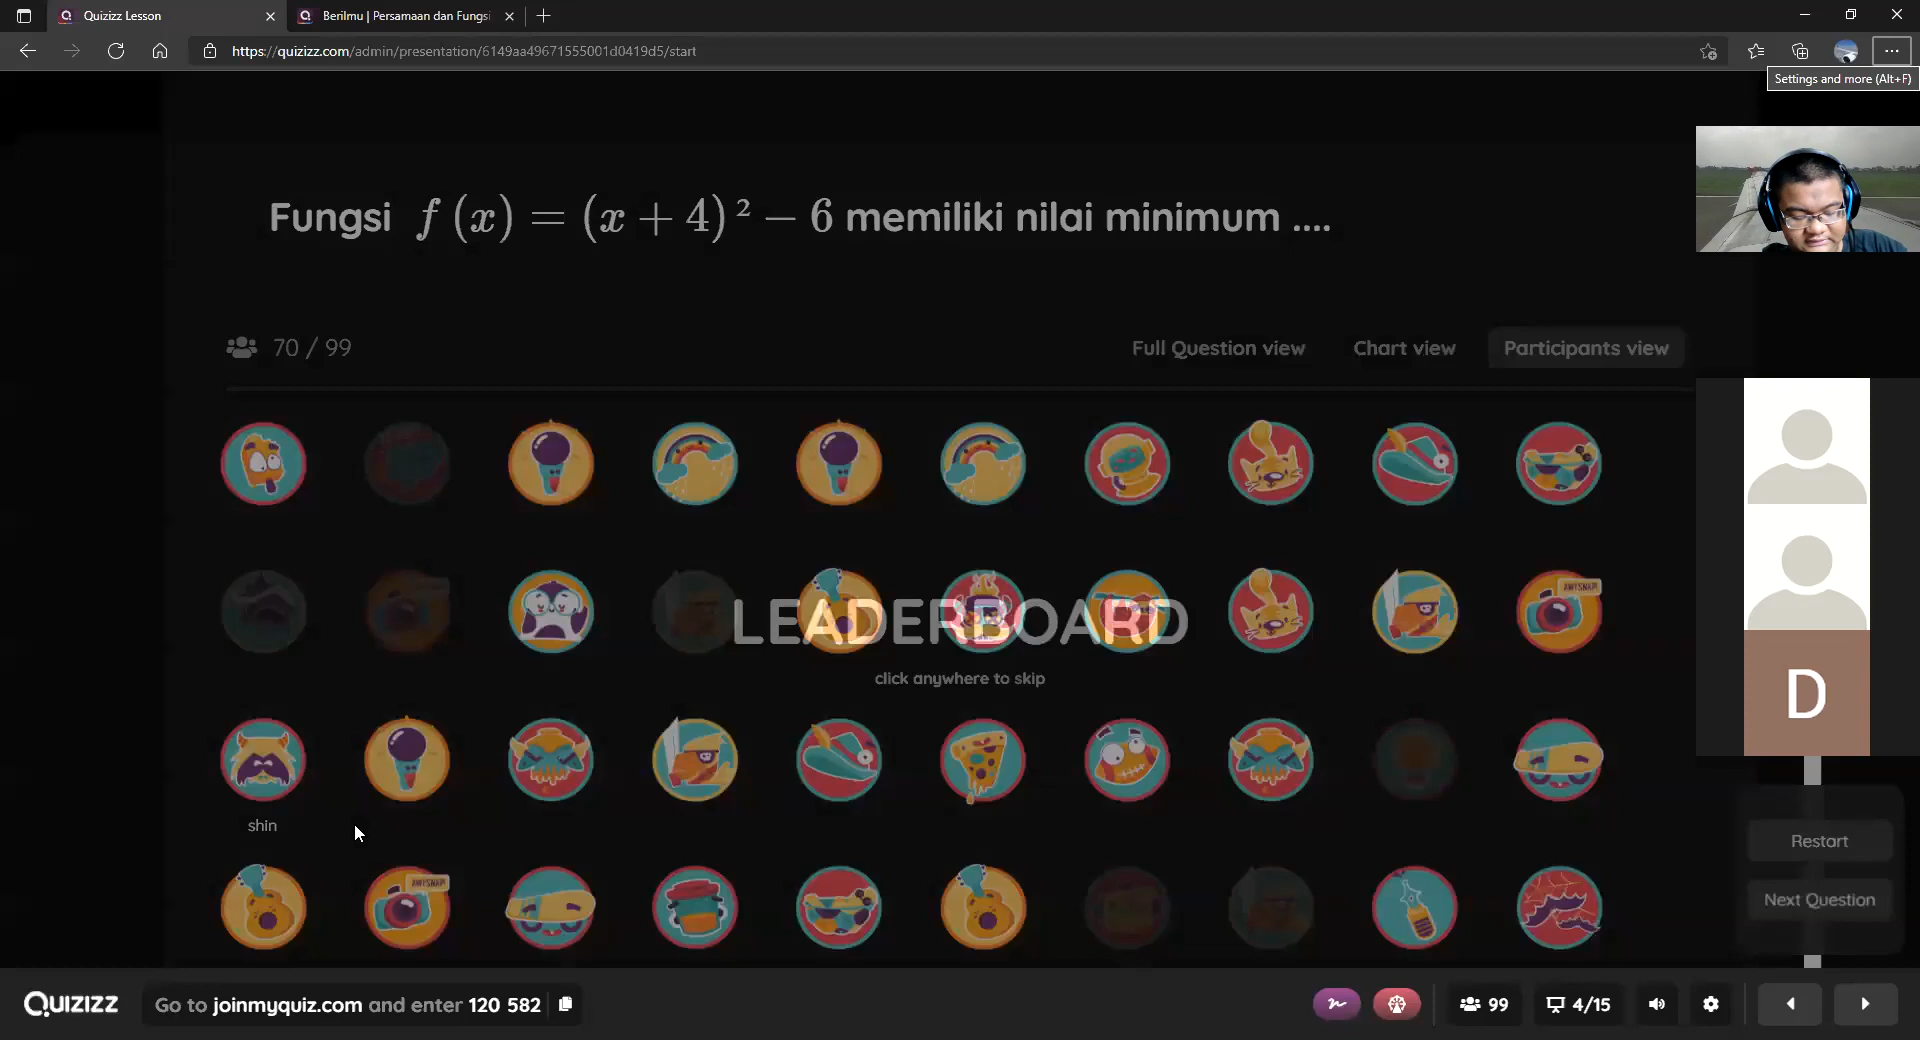 Quizizz Lesson
Berilmu | Persamaan dan Fungsi
https://quizizz.com/admin/presentation/6149aa49671555001d0419d5/start
Settings and more (Alt+F)
Fungsi f(x) = (x + 4)² − 6 memiliki nilai minimum ....
70 / 99
Full Question view
Chart view
Participants view
AWYSNAP!
LEADERBOARD
click anywhere to skip
D
shin
Restart
AWYSNAP!
Next Question
QUIZIZZ
Go to joinmyquiz.com and enter 120 582
99
4/15